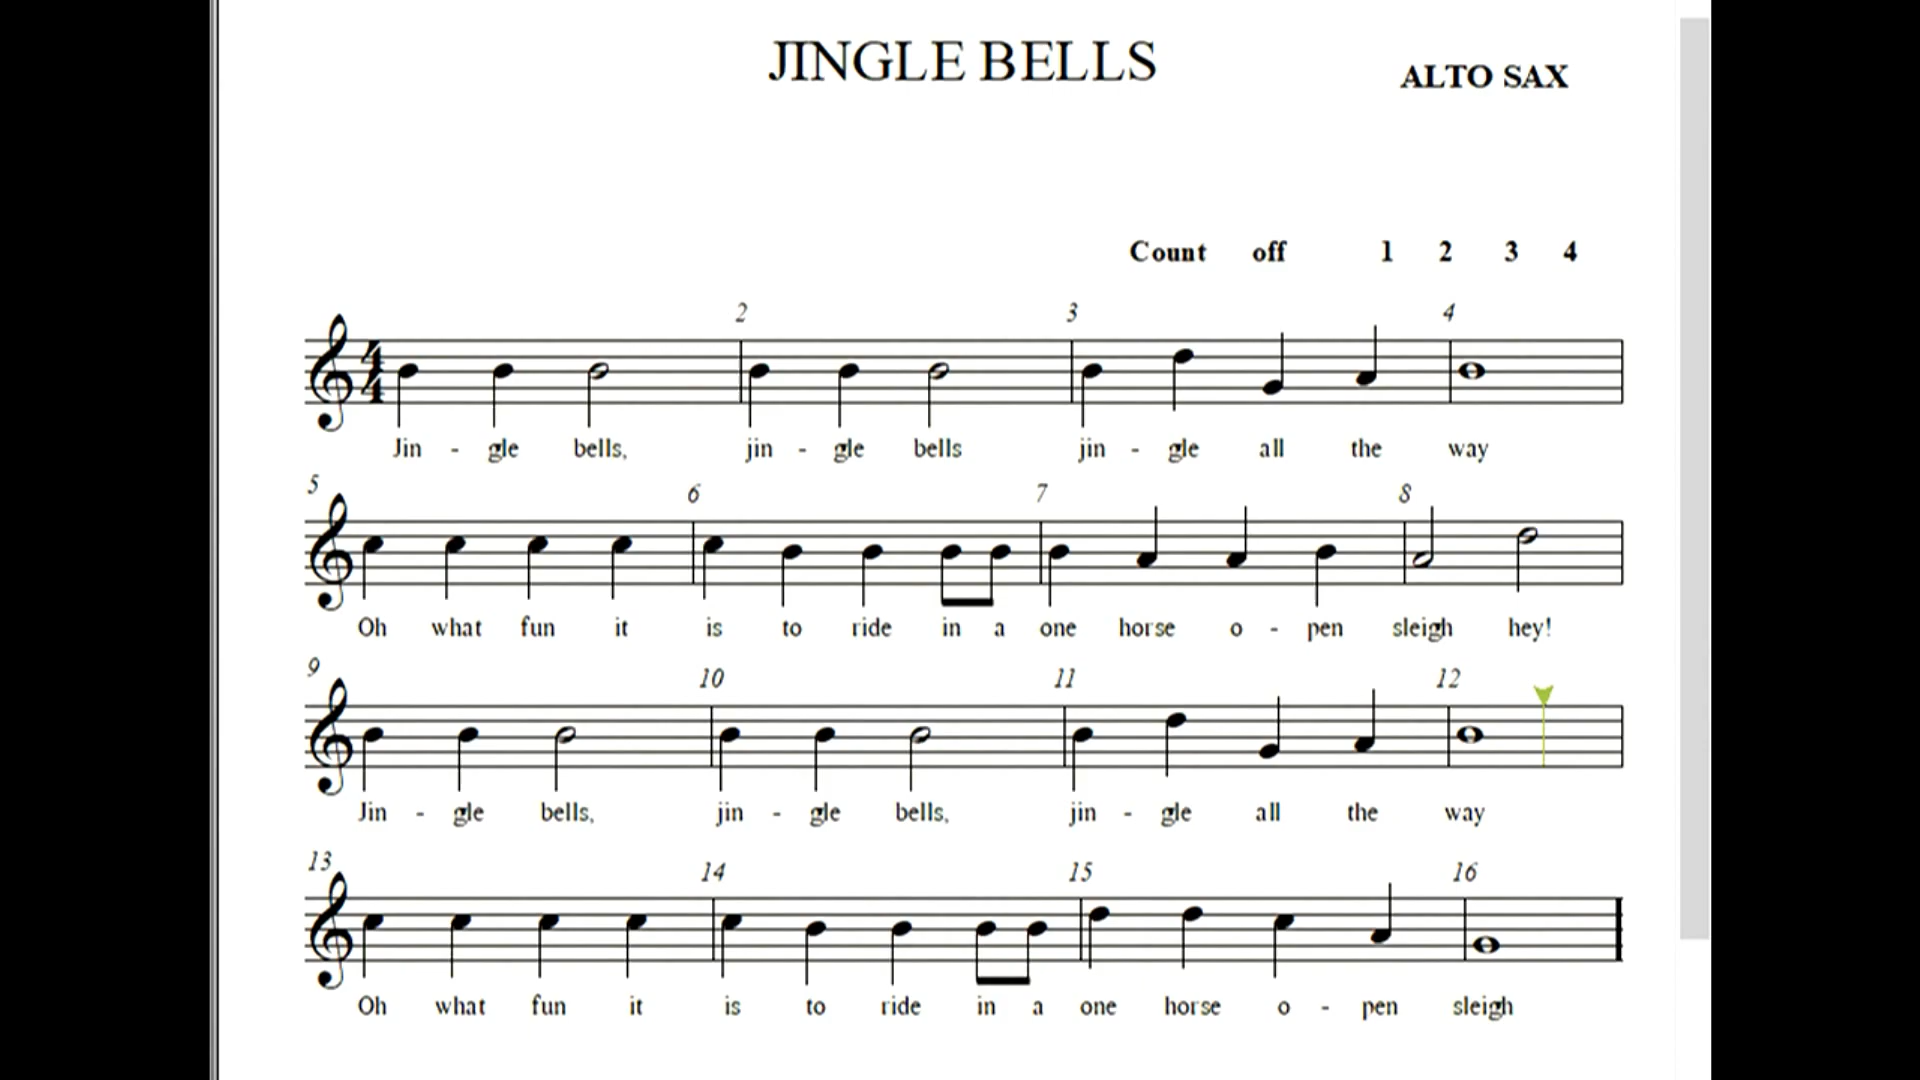 JINGLE BELLS
ALTO SAX
Count off 1 2 3 4
2 3 4
4
4
Jin - gle bells, jin - gle bells jin - gle all the way
5 6 7 8
Oh what fun it is to ride in a one horse o - pen sleigh hey!
9 10 11 12
Jin - gle bells, jin - gle bells, jin - gle all the way
13 14 15 16
Oh what fun it is to ride in a one horse o - pen sleigh